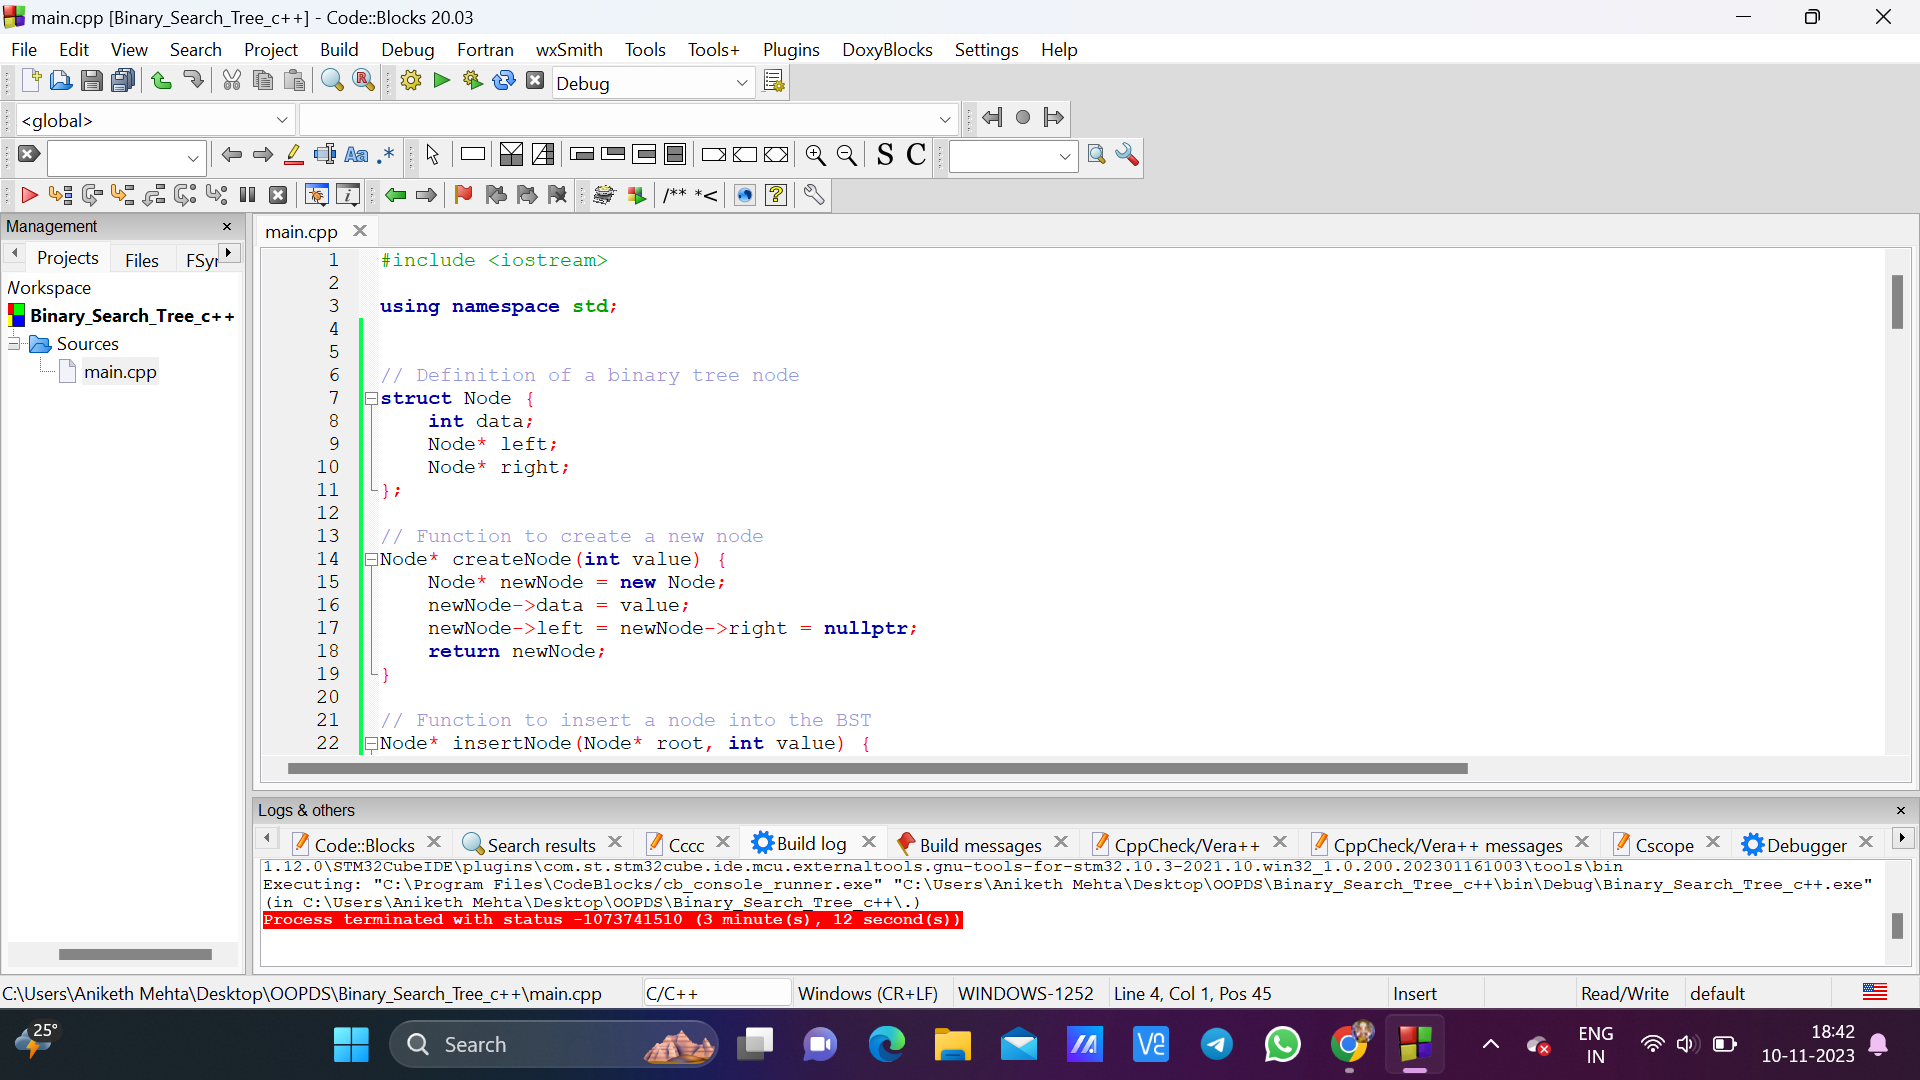 main.cpp [Binary_Search_Tree_c++] - Code::Blocks 20.03
File Edit View Search Project Build Debug Fortran wxSmith Tools Tools+ Plugins DoxyBlocks Settings Help
Debug
<global>
Aa .* S C
/** *<
Management
Projects Files FSyr
Workspace
Binary_Search_Tree_c++
Sources
main.cpp
main.cpp
1 #include <iostream>
2
3 using namespace std;
4
5
6 // Definition of a binary tree node
7 struct Node {
8 int data;
9 Node* left;
10 Node* right;
11 };
12
13 // Function to create a new node
14 Node* createNode(int value) {
15 Node* newNode = new Node;
16 newNode->data = value;
17 newNode->left = newNode->right = nullptr;
18 return newNode;
19 }
20
21 // Function to insert a node into the BST
22 Node* insertNode(Node* root, int value) {
Logs & others
Code::Blocks Search results Cccc Build log Build messages CppCheck/Vera++ CppCheck/Vera++ messages Cscope Debugger
1.12.0\STM32CubeIDE\plugins\com.st.stm32cube.ide.mcu.externaltools.gnu-tools-for-stm32.10.3-2021.10.win32_1.0.200.202301161003\tools\bin
Executing: "C:\Program Files\CodeBlocks/cb_console_runner.exe" "C:\Users\Aniketh Mehta\Desktop\OOPDS\Binary_Search_Tree_c++\bin\Debug\Binary_Search_Tree_c++.exe"
(in C:\Users\Aniketh Mehta\Desktop\OOPDS\Binary_Search_Tree_c++\.)
Process terminated with status -1073741510 (3 minute(s), 12 second(s))
C:\Users\Aniketh Mehta\Desktop\OOPDS\Binary_Search_Tree_c++\main.cpp C/C++ Windows (CR+LF) WINDOWS-1252 Line 4, Col 1, Pos 45 Insert Read/Write default
25°
Search
ENG
IN
18:42
10-11-2023